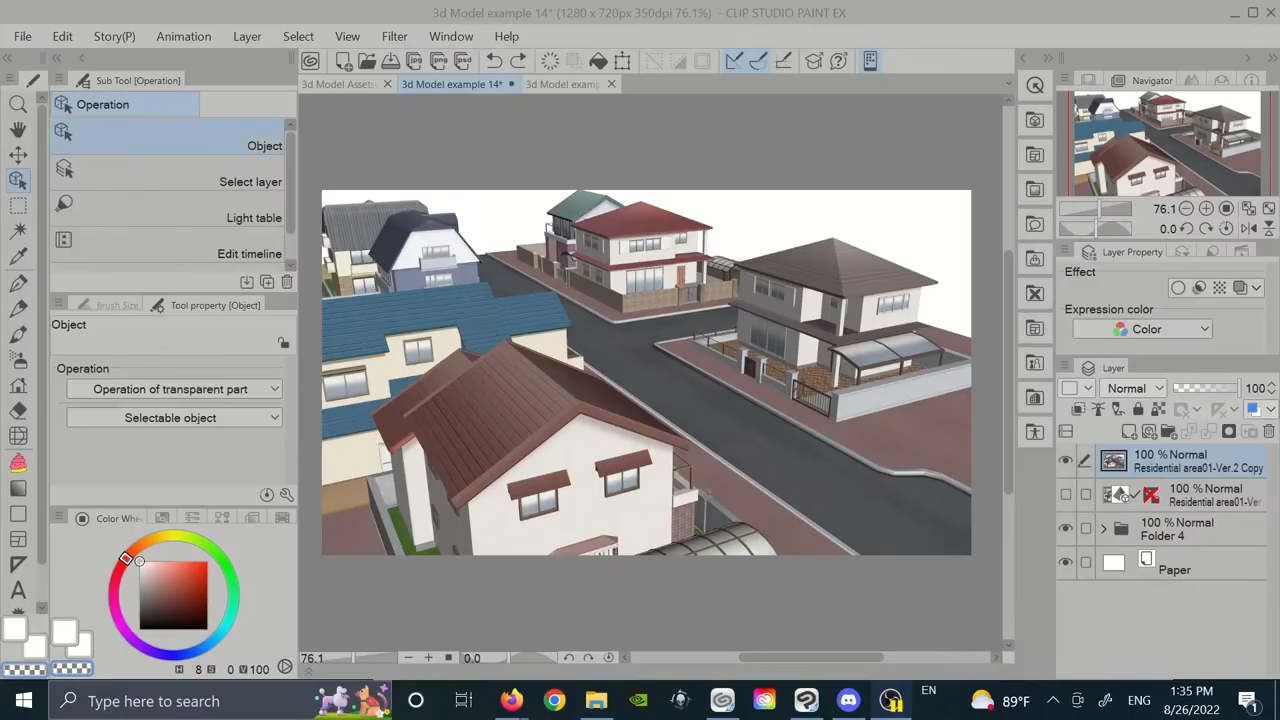 3d Model example 14* (1280 x 720px 350dpi 76.1%) - CLIP STUDIO PAINT EX
File Edit Story(P) Animation Layer Select View Filter Window Help
Sub Tool [Operation]
3d Model Assets
3d Model example 14*
3d Model examp
Navigator
Operation
Object
Select layer
Light table
Edit timeline
76.1
0.0
Brush Size
Tool property [Object]
Layer Property
Object
Effect
Operation
Expression color
Operation of transparent part
Color
Selectable object
Layer
Normal
100
100 % Normal
Residential area01-Ver.2 Copy
100 % Normal
Residential area01-Ver
100 % Normal
Folder 4
Paper
Color Whe
H 8 S 0 V 100
76.1
0.0
Type here to search
EN
89°F
ENG
1:35 PM
8/26/2022
1